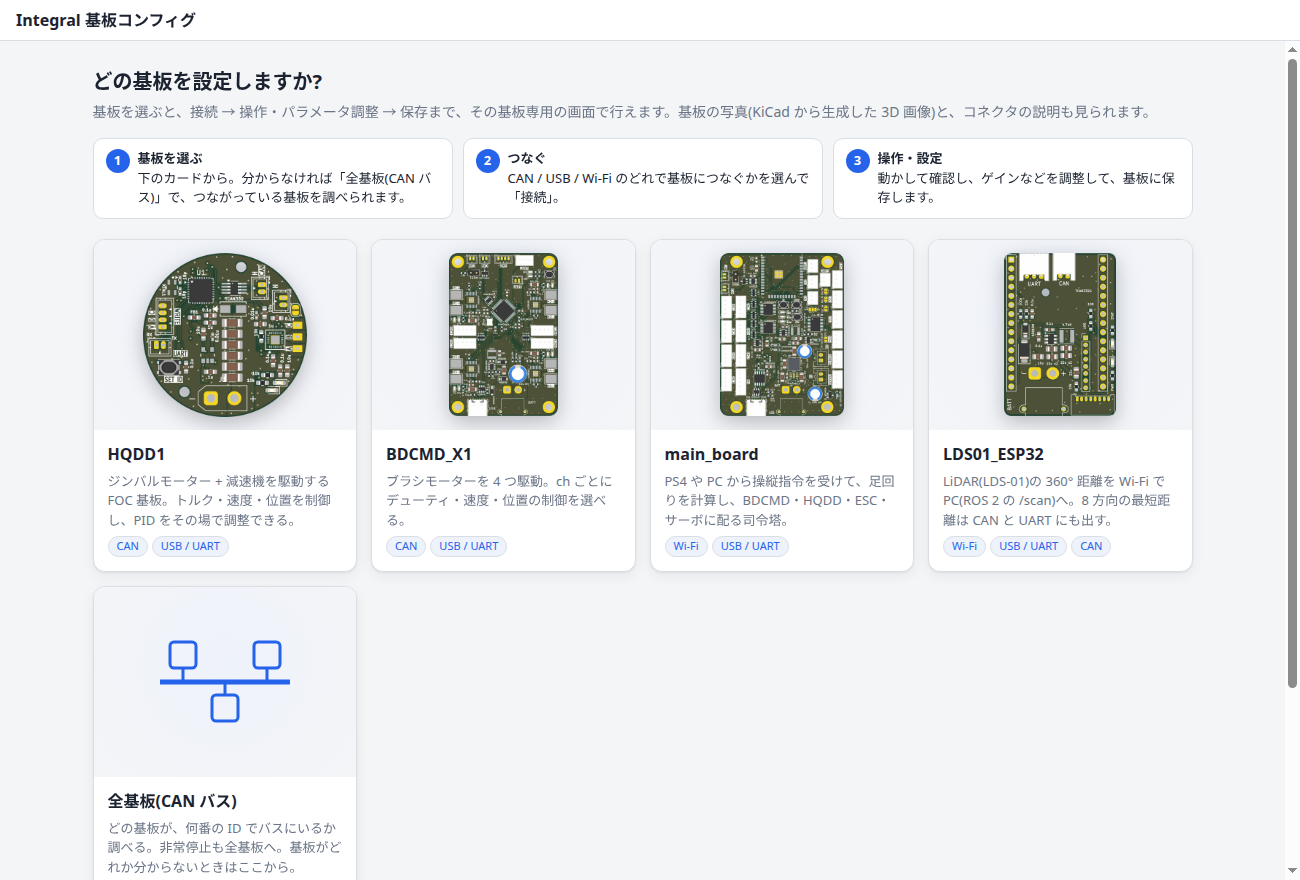 Integral 基板コンフィグ
どの基板を設定しますか?
基板を選ぶと、接続 → 操作・パラメータ調整 → 保存まで、その基板専用の画面で行えます。基板の写真(KiCad から生成した 3D 画像)と、コネクタの説明も見られます。
1 基板を選ぶ
下のカードから。分からなければ「全基板(CAN バ
ス)」で、つながっている基板を調べられます。
2 つなぐ
CAN / USB / Wi-Fi のどれで基板につなぐかを選んで
「接続」。
3 操作・設定
動かして確認し、ゲインなどを調整して、基板に保
存します。
U1
UART
SET_ID
UART CAN
BATT
HQDD1
ジンバルモーター + 減速機を駆動する
FOC 基板。トルク・速度・位置を制御
し、PID をその場で調整できる。
CAN USB / UART
BDCMD_X1
ブラシモーターを 4 つ駆動。ch ごとに
デューティ・速度・位置の制御を選べ
る。
CAN USB / UART
main_board
PS4 や PC から操縦指令を受けて、足回
りを計算し、BDCMD・HQDD・ESC・
サーボに配る司令塔。
Wi-Fi USB / UART
LDS01_ESP32
LiDAR(LDS-01)の 360° 距離を Wi-Fi で
PC(ROS 2 の /scan)へ。8 方向の最短距
離は CAN と UART にも出す。
Wi-Fi USB / UART CAN
全基板(CAN バス)
どの基板が、何番の ID でバスにいるか
調べる。非常停止も全基板へ。基板がど
れか分からないときはここから。